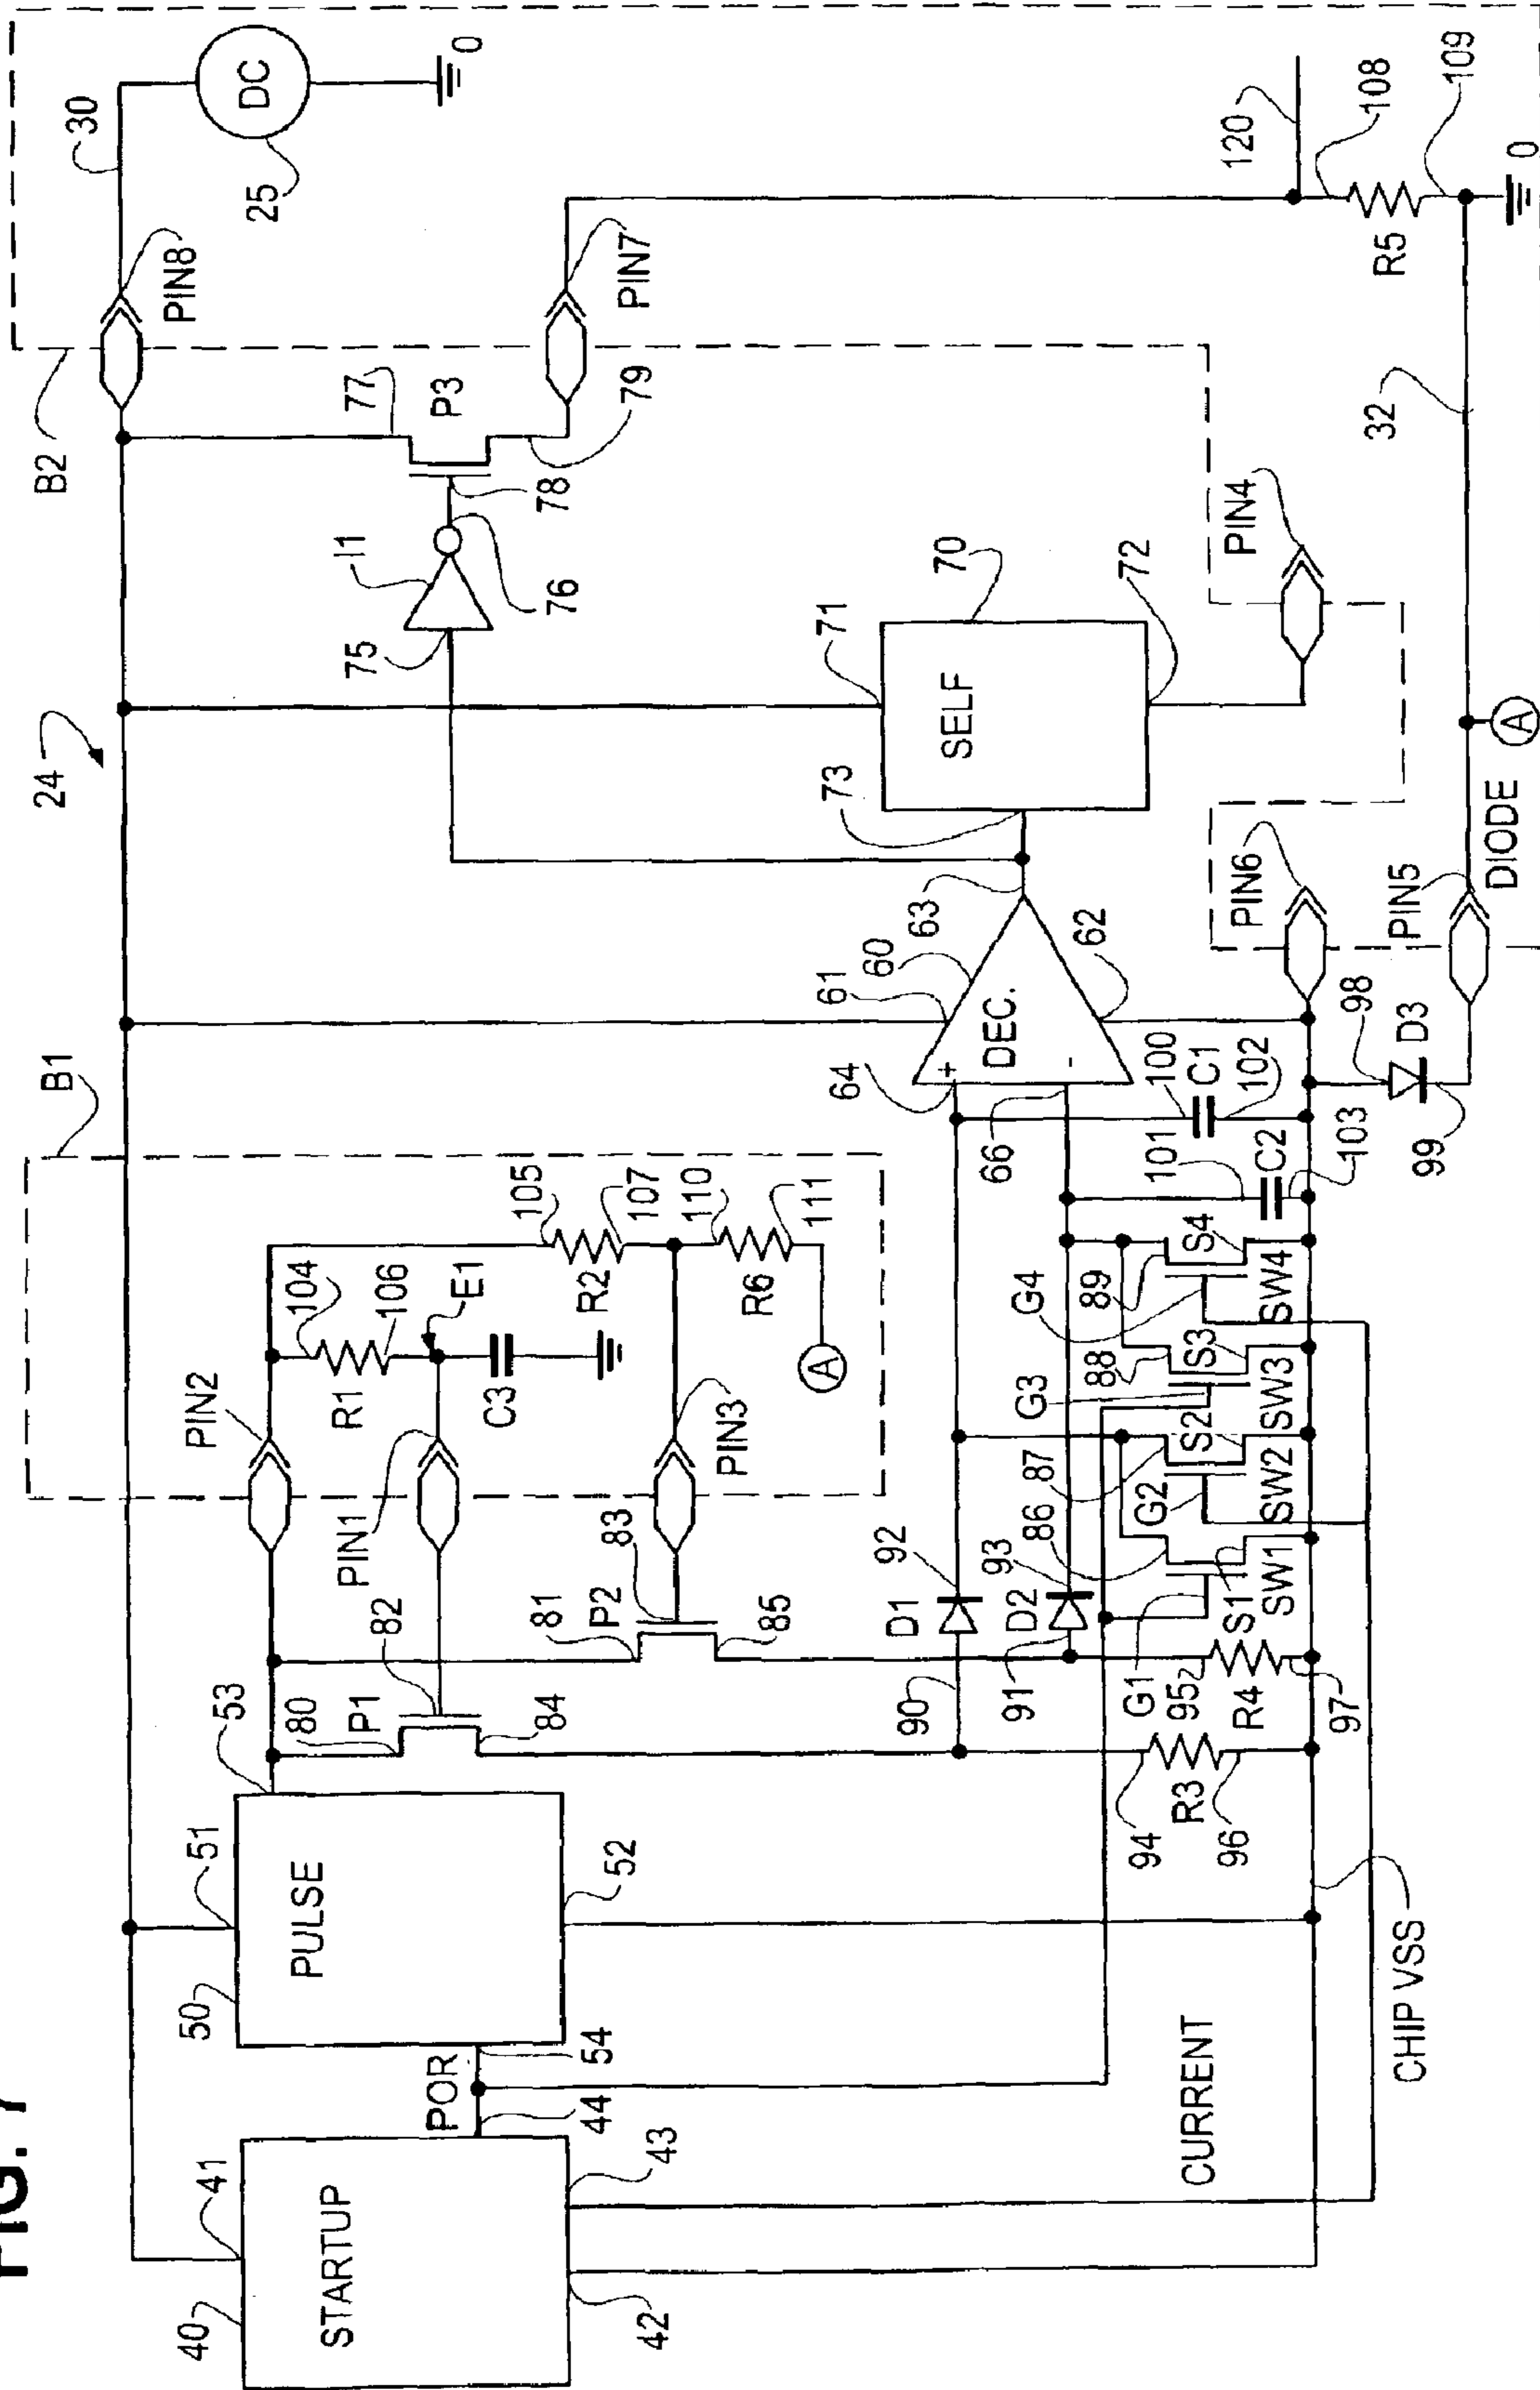 FIG. 7
24
B1
B2
30
DC
25
0
PIN8
77
P3
78
79
I1
75
76
PIN7
120
108
R5
109
0
32
A
DIODE
PIN4
70
71
72
73
SELF
PIN6
PIN5
60
61
62
63
64
66
DEC.
+
-
98
D3
99
100
C1
102
101
C2
103
PIN2
104
R1
106
E1
C3
PIN1
105
R2
107
110
R6
111
A
PIN3
53
80
P1
82
84
81
P2
83
85
D1
92
90
D2
93
91
86
87
G1
S1
SW1
G2
S2
SW2
G3
88
S3
SW3
G4
89
S4
SW4
94
R3
96
95
R4
97
50
51
PULSE
52
54
POR
44
40
41
STARTUP
42
43
CURRENT
CHIP VSS